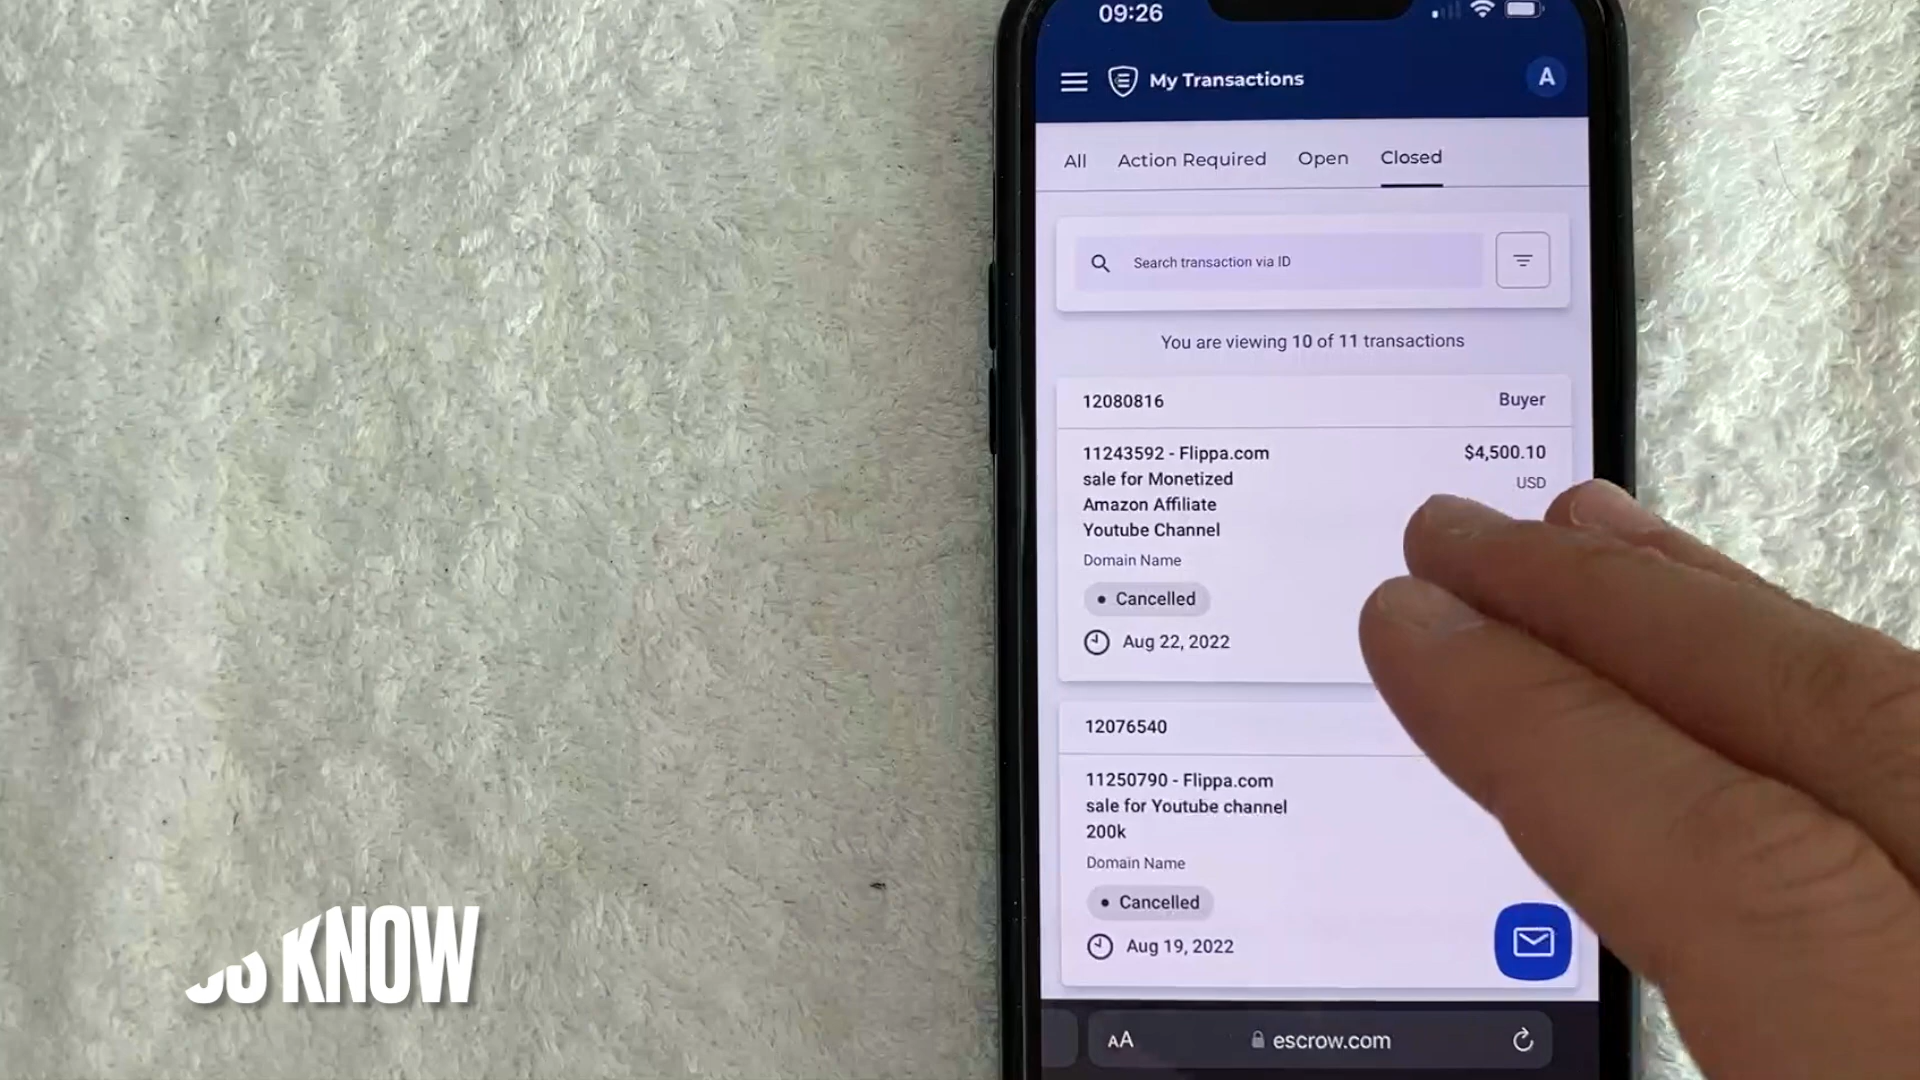 09:26
My Transactions
A
All Action Required Open Closed
Search transaction via ID
You are viewing 10 of 11 transactions
12080816 Buyer
11243592 - Flippa.com $4,500.10
sale for Monetized USD
Amazon Affiliate
Youtube Channel
Domain Name
Cancelled
Aug 22, 2022
12076540
11250790 - Flippa.com
sale for Youtube channel
200k
Domain Name
Cancelled
Aug 19, 2022
KNOW
AA escrow.com